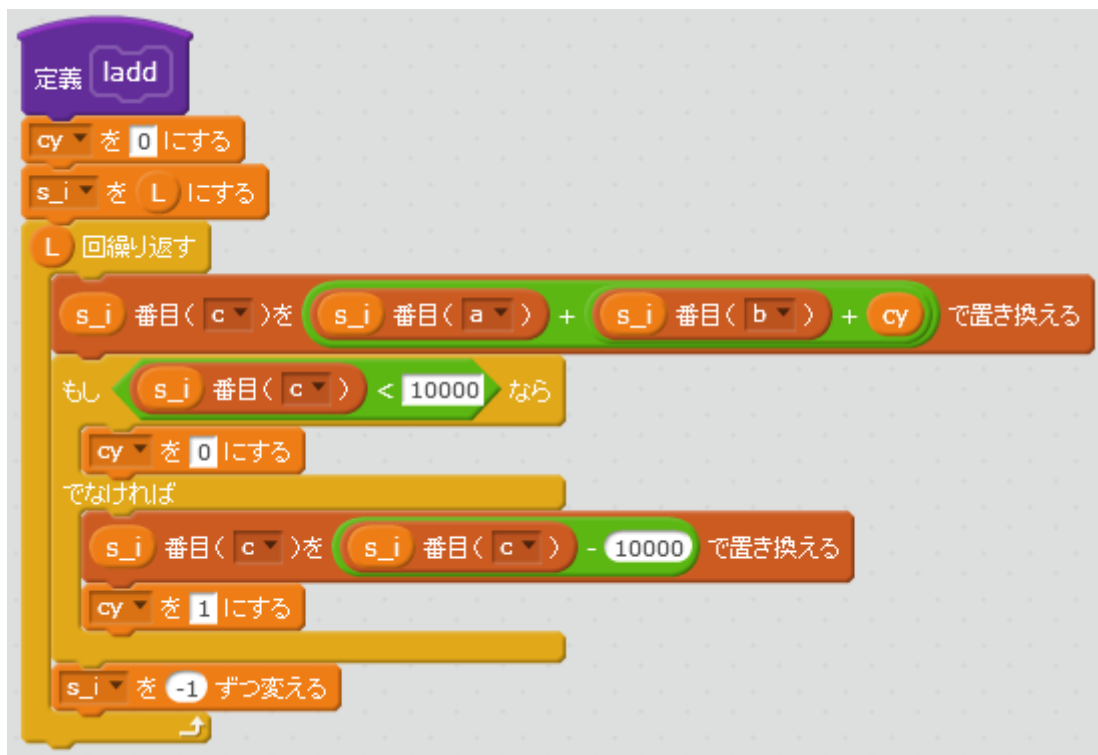 定義 ladd
cy ▼ を 0 にする
s_i ▼ を L にする
L 回繰り返す
s_i 番目( c ▼ )を s_i 番目( a ▼ ) + s_i 番目( b ▼ ) + cy で置き換える
もし s_i 番目( c ▼ ) < 10000 なら
cy ▼ を 0 にする
でなければ
s_i 番目( c ▼ )を s_i 番目( c ▼ ) - 10000 で置き換える
cy ▼ を 1 にする
s_i ▼ を -1 ずつ変える